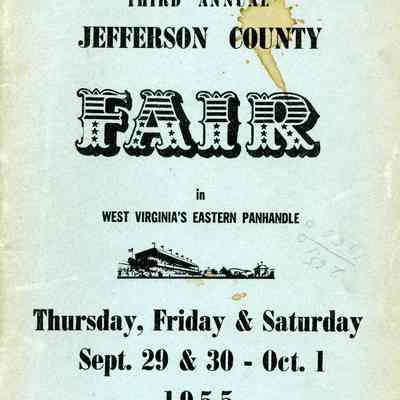 THIRD ANNUAL
JEFFERSON COUNTY
FAIR
in
WEST VIRGINIA'S EASTERN PANHANDLE
Thursday, Friday & Saturday
Sept. 29 & 30 - Oct. 1
1955